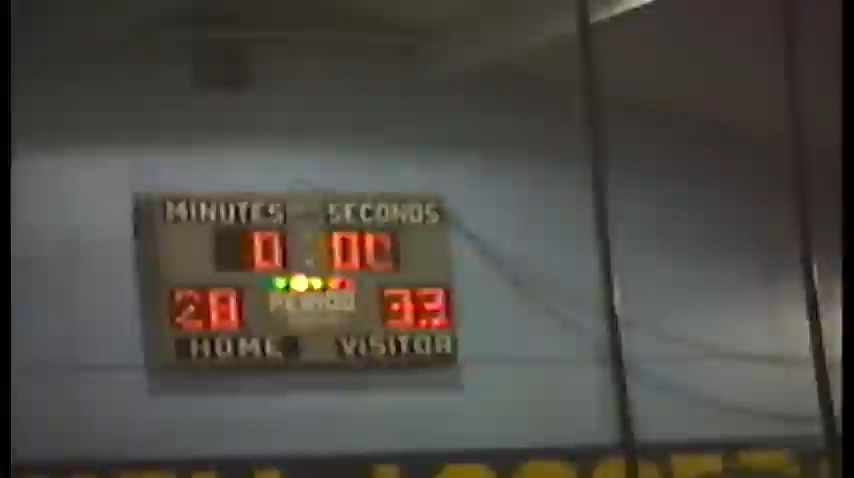 MINUTES SECONDS
0:00
PERIOD
28 33
HOME VISITOR